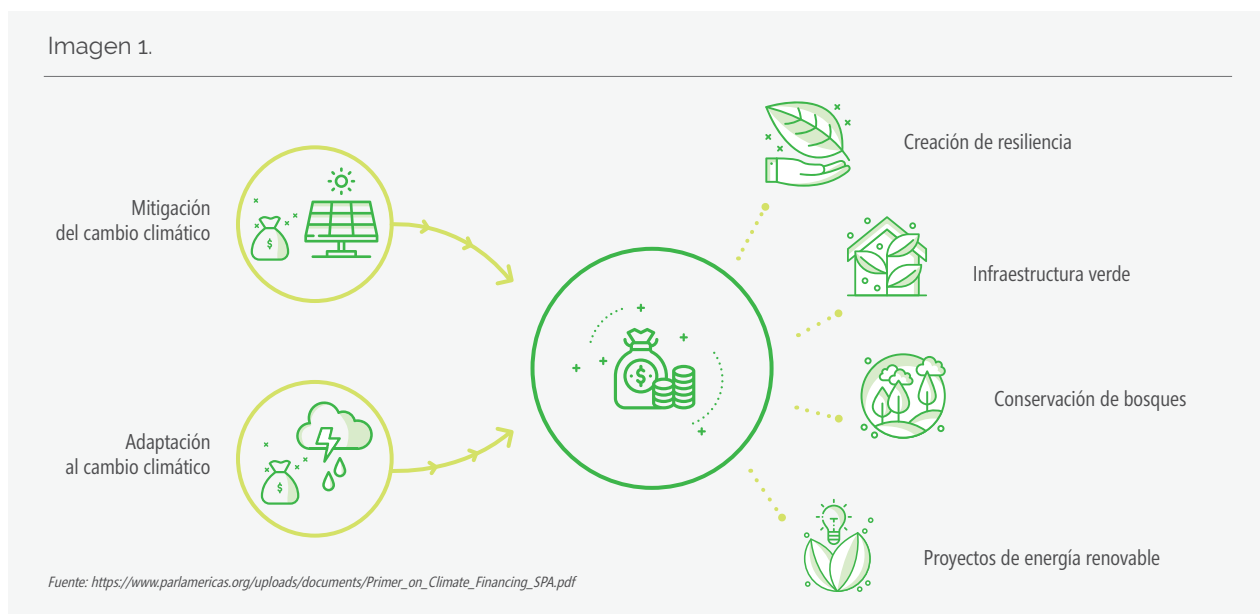 Imagen 1.
Mitigación
del cambio climático
Adaptación
al cambio climático
$
$
$
Creación de resiliencia
Infraestructura verde
Conservación de bosques
Proyectos de energía renovable
Fuente: https://www.parlamericas.org/uploads/documents/Primer_on_Climate_Financing_SPA.pdf